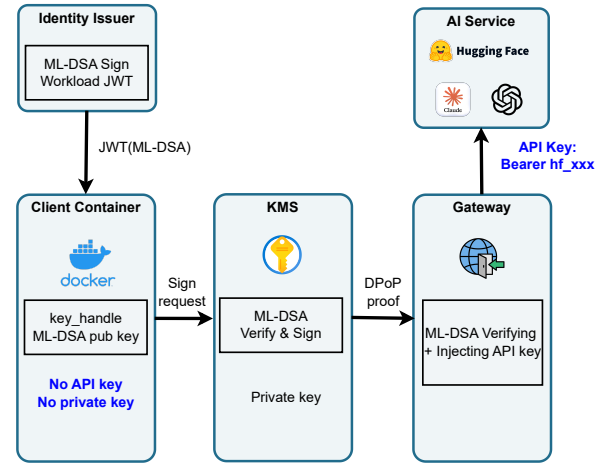 Identity Issuer
ML-DSA Sign
Workload JWT
JWT(ML-DSA)
AI Service
Hugging Face
Claude
API Key:
Bearer hf_xxx
Client Container
docker
key_handle
ML-DSA pub key
No API key
No private key
Sign
request
KMS
ML-DSA
Verify & Sign
Private key
DPoP
proof
Gateway
ML-DSA Verifying
+ Injecting API key